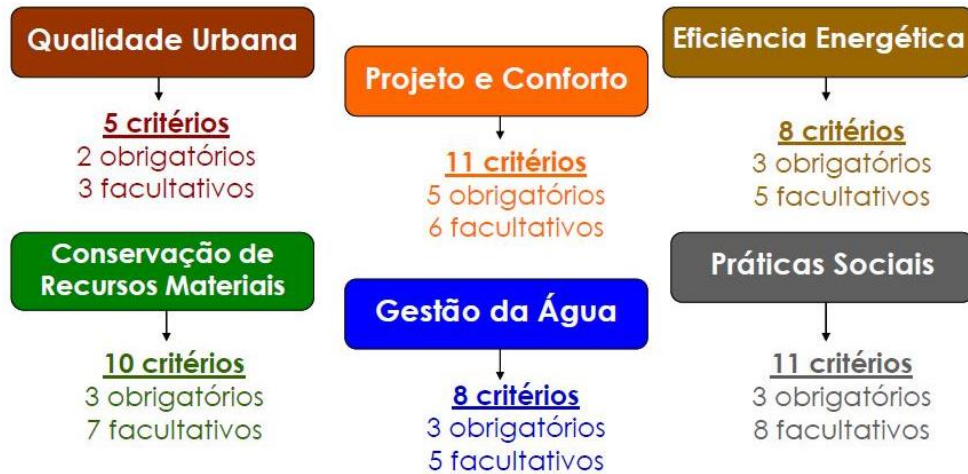 Qualidade Urbana
5 critérios
2 obrigatórios
3 facultativos
Projeto e Conforto
11 critérios
5 obrigatórios
6 facultativos
Eficiência Energética
8 critérios
3 obrigatórios
5 facultativos
Conservação de
Recursos Materiais
10 critérios
3 obrigatórios
7 facultativos
Gestão da Água
8 critérios
3 obrigatórios
5 facultativos
Práticas Sociais
11 critérios
3 obrigatórios
8 facultativos